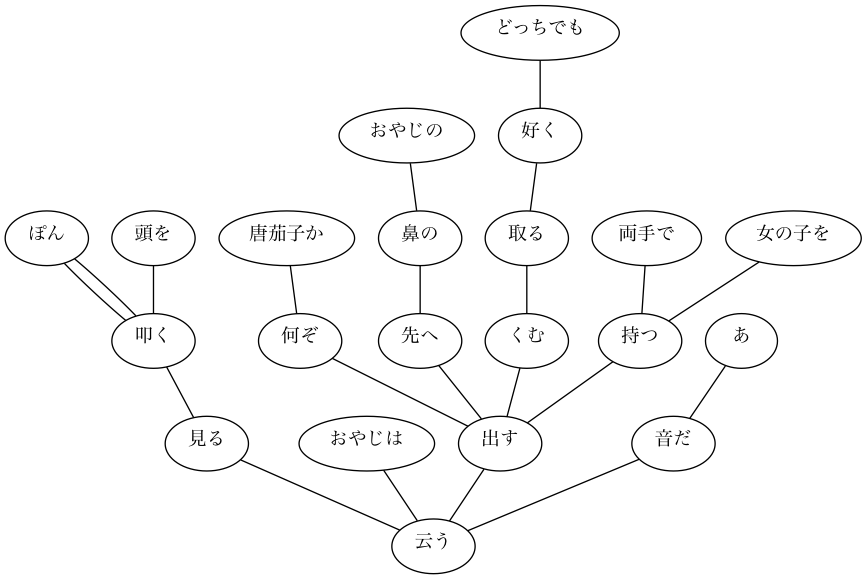 どっちでも
おやじの
好く
ぽん
頭を
唐茄子か
鼻の
取る
両手で
女の子を
叩く
何ぞ
先へ
くむ
持つ
あ
見る
おやじは
出す
音だ
云う